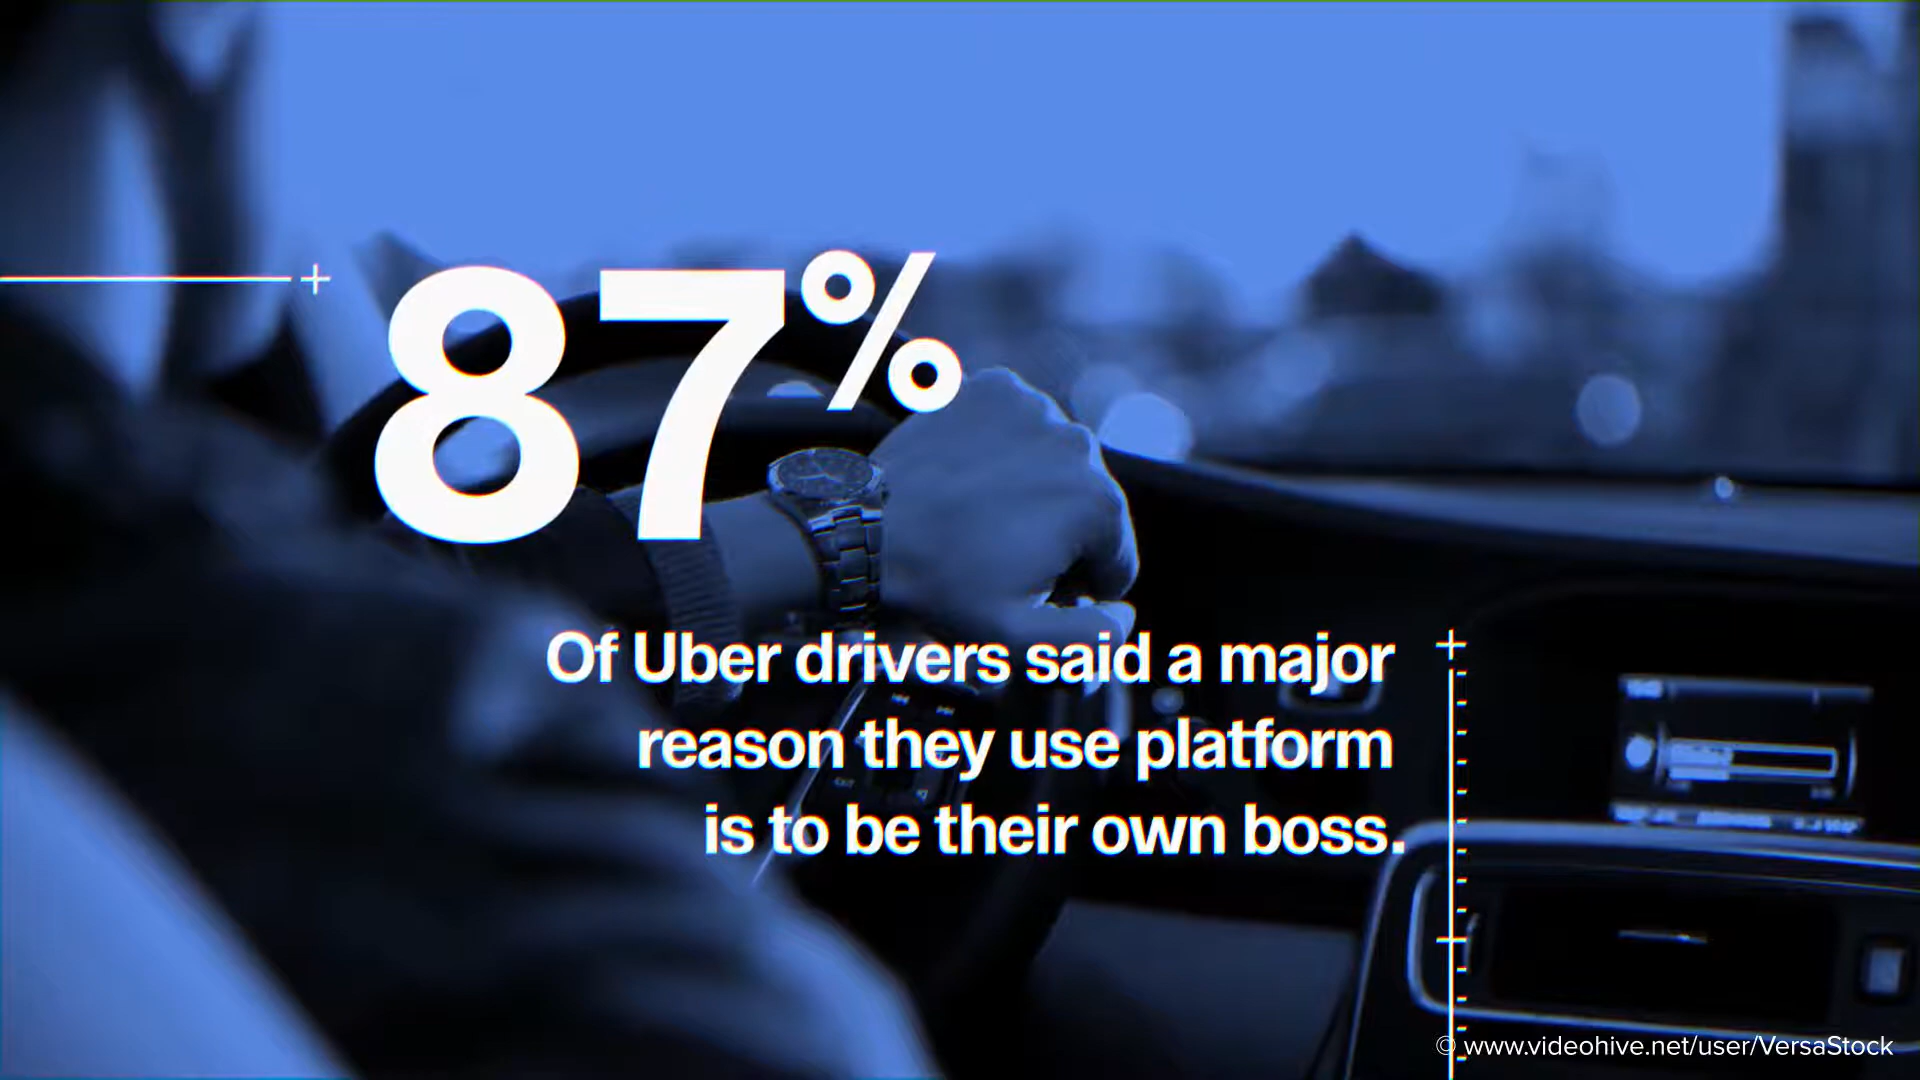 87%
Of Uber drivers said a major
reason they use platform
is to be their own boss.
© www.videohive.net/user/VersaStock